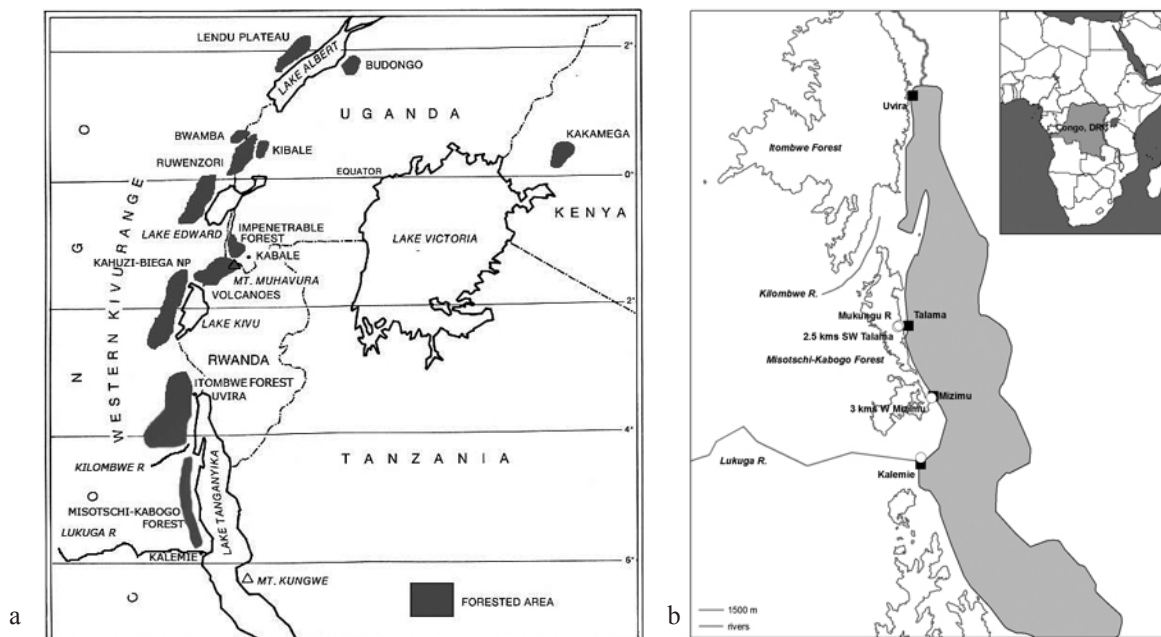 LENDU PLATEAU
2°
LAKE ALBERT
BUDONGO
UGANDA
BWAMBA
KIBALE
KAKAMEGA
RUWENZORI
EQUATOR
0°
WESTERN KIVU RANGE
LAKE EDWARD
IMPENETRABLE
FOREST
KENYA
LAKE VICTORIA
KABALE
KAHUZI-BIEGA NP
MT. MUHAVURA
VOLCANOES
2°
LAKE KIVU
RWANDA
ITOMBWE FOREST
UVIRA
4°
TANZANIA
KILOMBWE R
LAKE TANGANYIKA
MISOTSCHI-KABOGO
FOREST
LUKUGA R
KALEMIE
6°
MT. KUNGWE
FORESTED AREA
O
G
N
O
C
a
Uvira
Itombwe Forest
Congo, DRC
Kilombwe R.
Mukungu R
Talama
2.5 kms SW Talama
Misotschi-Kabogo Forest
Mizimu
3 kms W Mizimu
Lukuga R.
Kalemie
1500 m
rivers
b